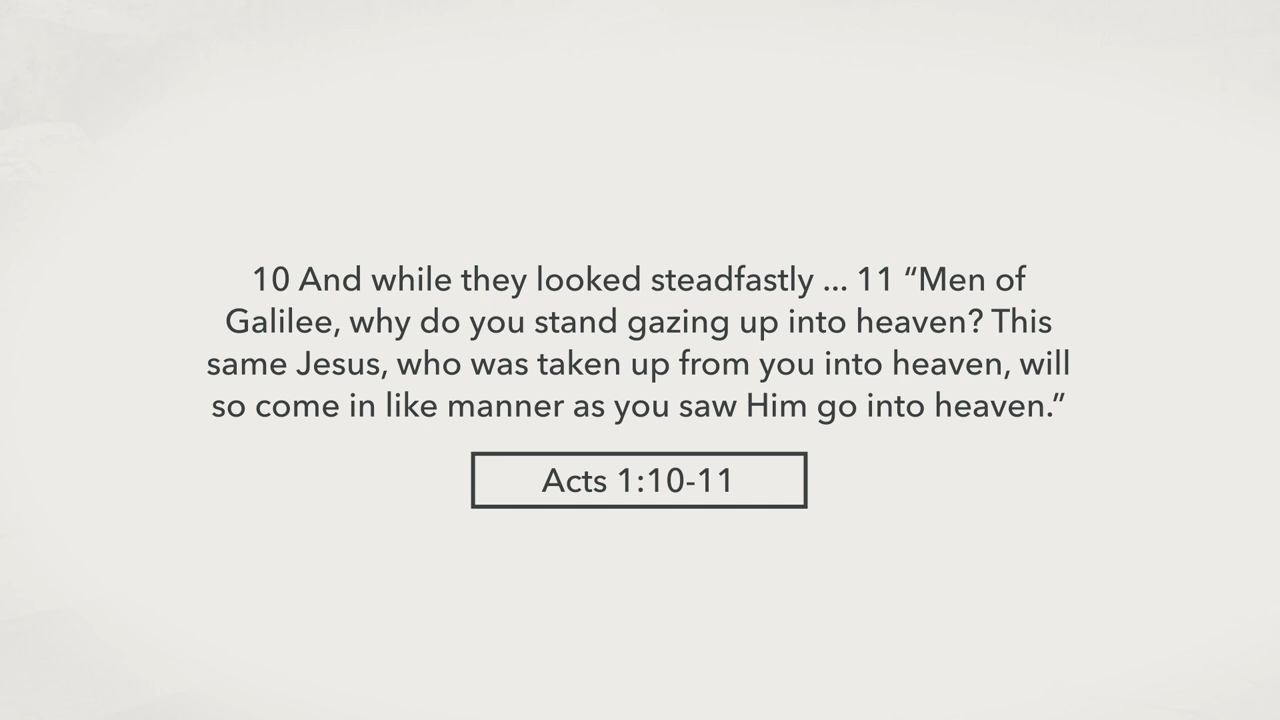 10 And while they looked steadfastly ... 11 “Men of
Galilee, why do you stand gazing up into heaven? This
same Jesus, who was taken up from you into heaven, will
so come in like manner as you saw Him go into heaven.”
Acts 1:10-11